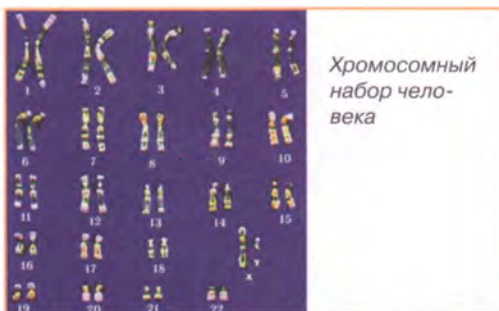 Хромосомный
набор чело-
века
1 2 3 4 5
6 7 8 9 10
11 12 13 14 15
16 17 18
X Y
19 20 21 22